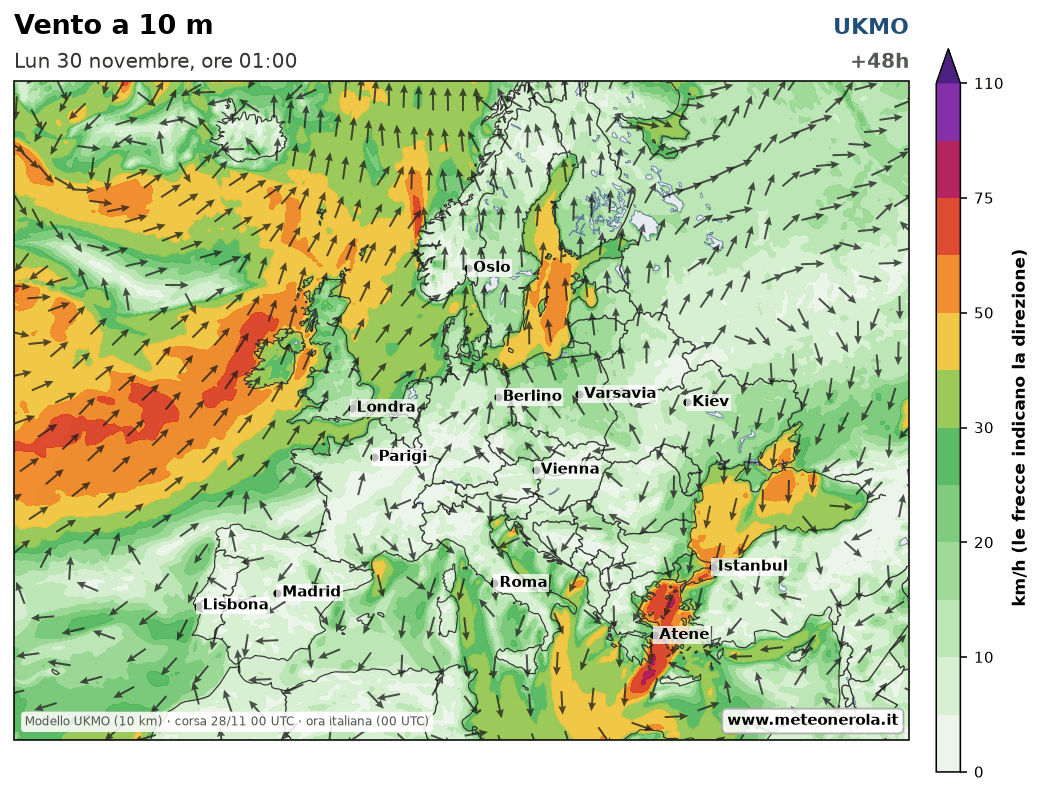 Vento a 10 m
UKMO
Lun 30 novembre, ore 01:00
+48h
110
75
50
30
20
10
0
km/h (le frecce indicano la direzione)
Oslo
Londra
Berlino
Varsavia
Kiev
Parigi
Vienna
Istanbul
Roma
Madrid
Lisbona
Atene
Modello UKMO (10 km) · corsa 28/11 00 UTC · ora italiana (00 UTC)
www.meteonerola.it